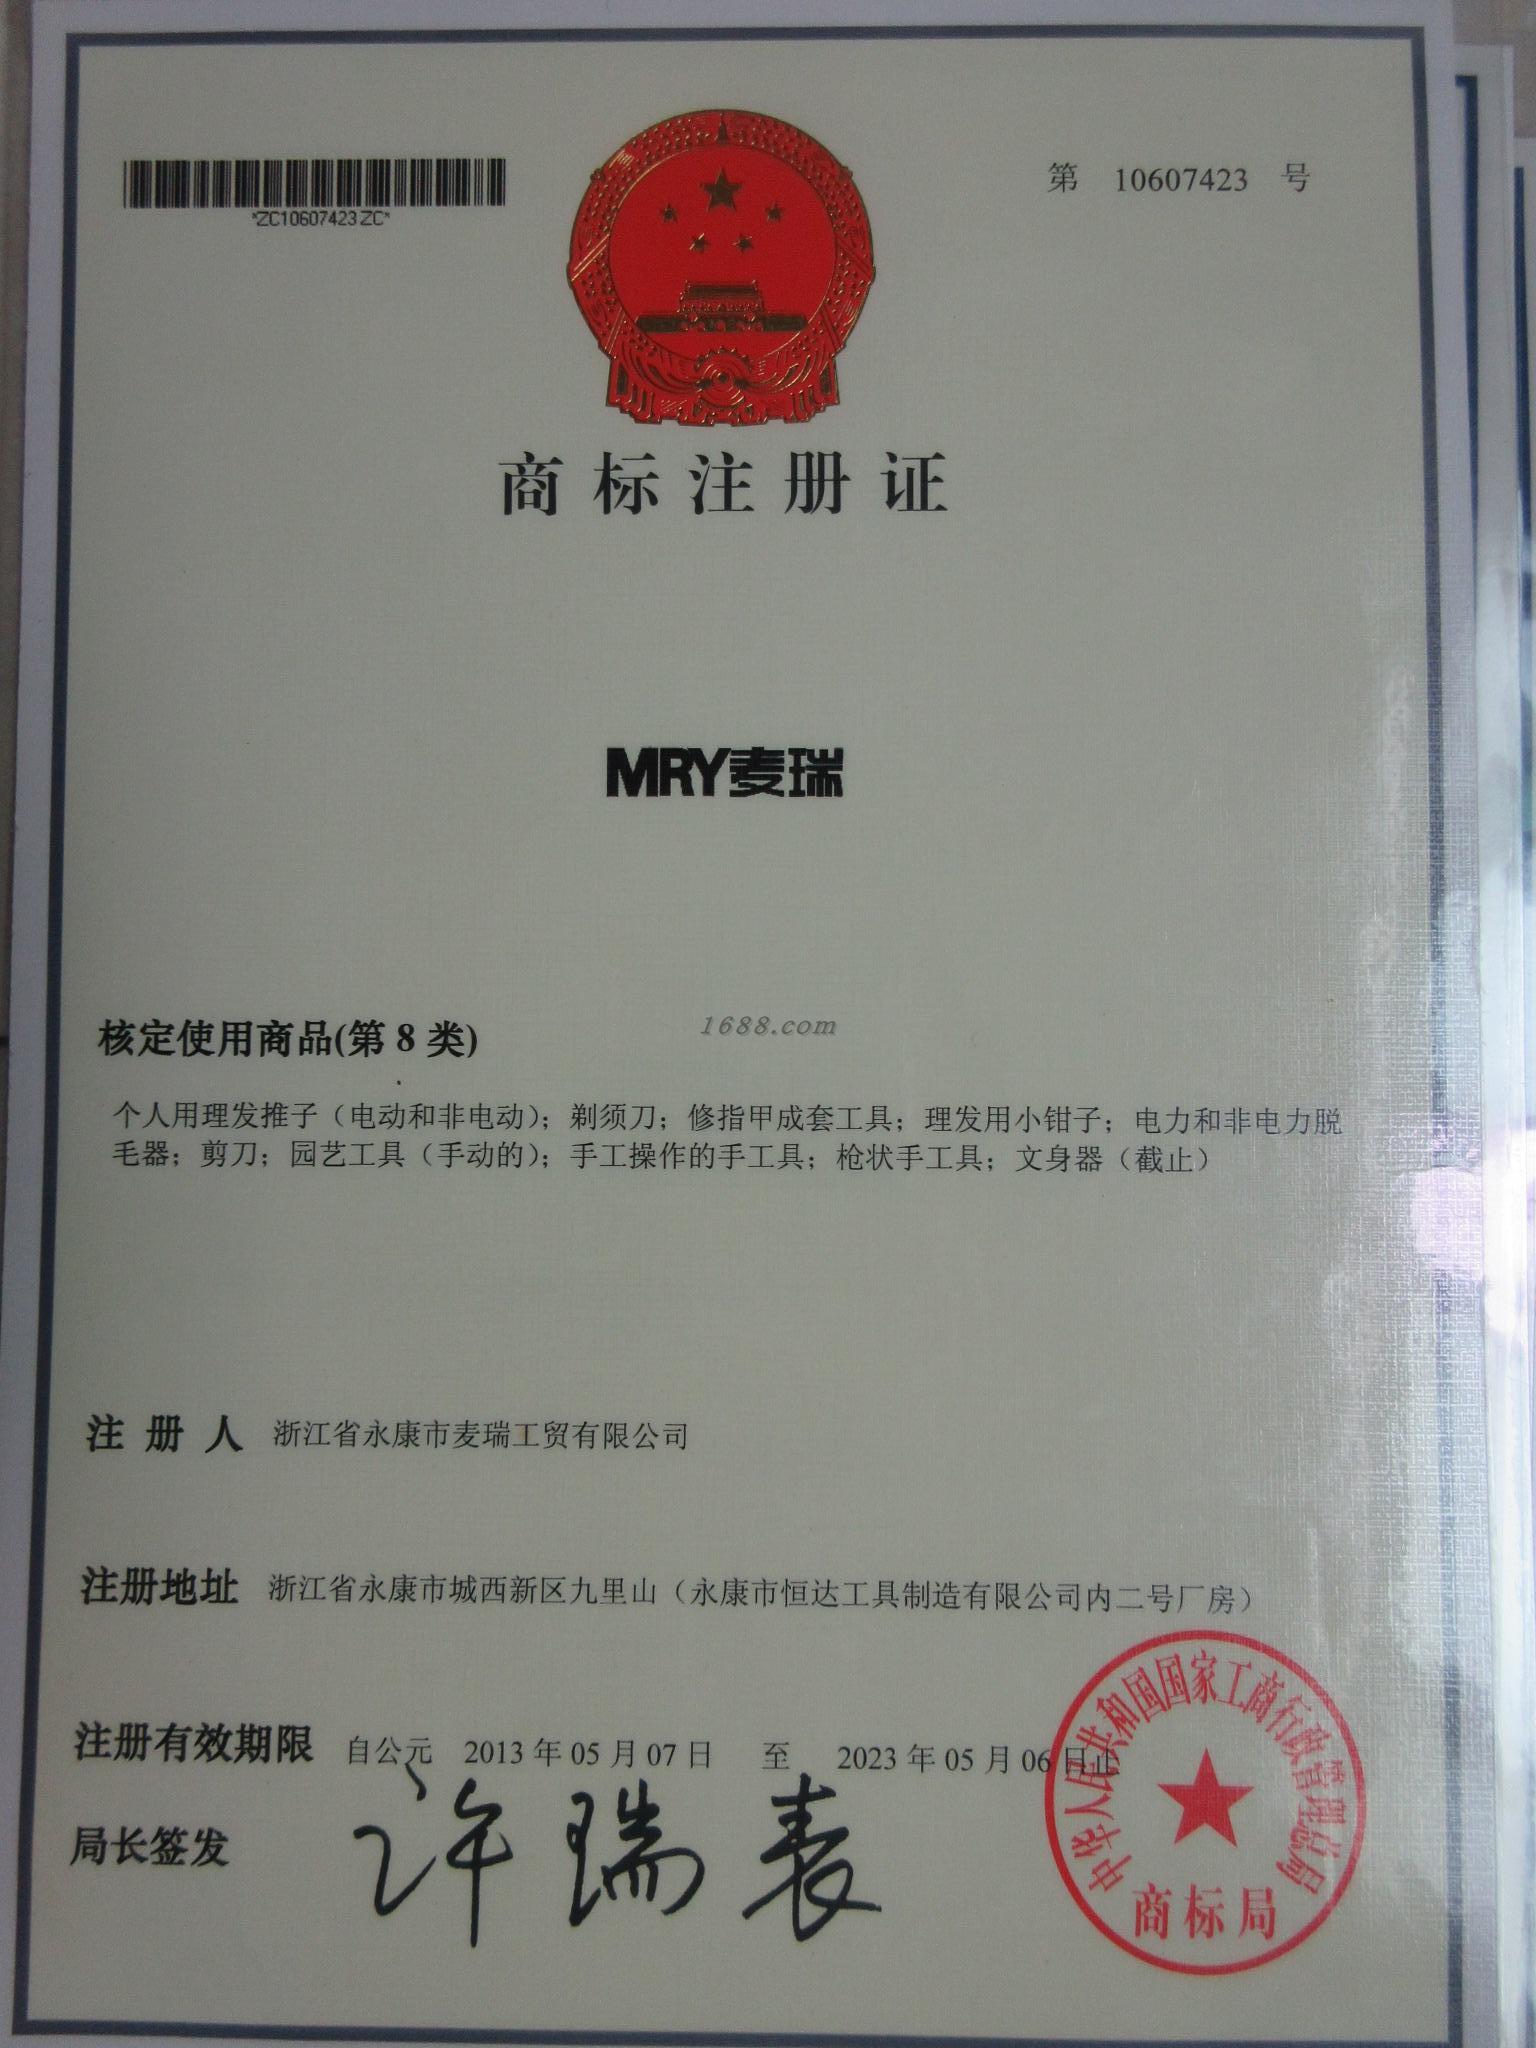 *ZC10607423ZC*
第 10607423 号
商标注册证
MRY麦瑞
1688.com
核定使用商品(第 8 类)
个人用理发推子（电动和非电动）；剃须刀；修指甲成套工具；理发用小钳子；电力和非电力脱
毛器；剪刀；园艺工具（手动的）；手工操作的手工具；枪状手工具；文身器（截止）
注 册 人 浙江省永康市麦瑞工贸有限公司
注册地址 浙江省永康市城西新区九里山（永康市恒达工具制造有限公司内二号厂房）
注册有效期限 自公元 2013 年 05 月 07 日 至 2023 年 05 月 06 日止
局长签发 许瑞表
中华人民共和国国家工商行政管理总局
商标局